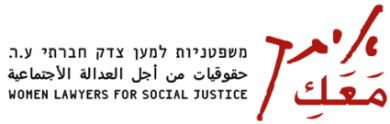 משפטניות למען צדק חברתי ע.ר.
حقوقيات من أجل العدالة الأجتماعية
WOMEN LAWYERS FOR SOCIAL JUSTICE
איתך
مَعَكِ